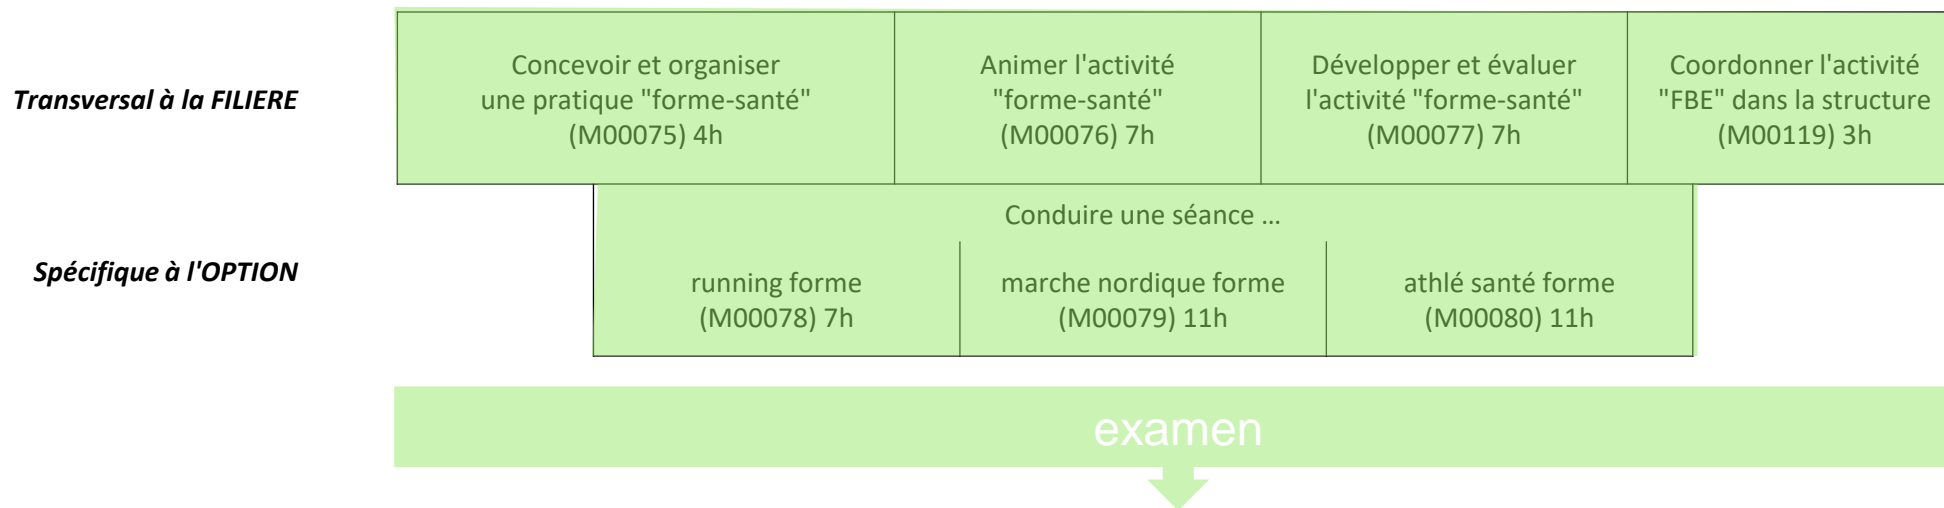 Transversal à la FILIERE
Concevoir et organiser
une pratique "forme-santé"
(M00075) 4h
Animer l'activité
"forme-santé"
(M00076) 7h
Développer et évaluer
l'activité "forme-santé"
(M00077) 7h
Coordonner l'activité
"FBE" dans la structure
(M00119) 3h
Spécifique à l'OPTION
Conduire une séance ...
running forme
(M00078) 7h
marche nordique forme
(M00079) 11h
athlé santé forme
(M00080) 11h
examen